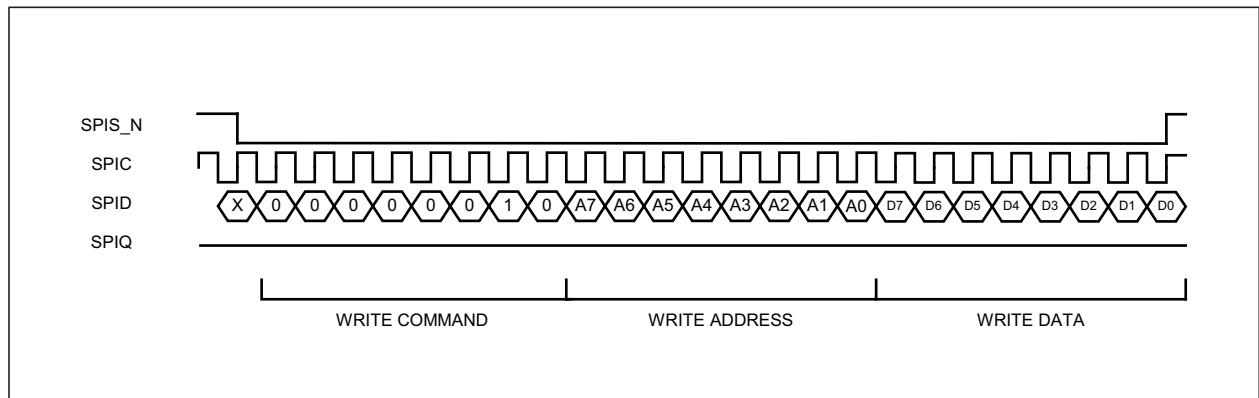 SPIS_N
SPIC
SPID X 0 0 0 0 0 0 1 0 A7 A6 A5 A4 A3 A2 A1 A0 D7 D6 D5 D4 D3 D2 D1 D0
SPIQ
WRITE COMMAND WRITE ADDRESS WRITE DATA